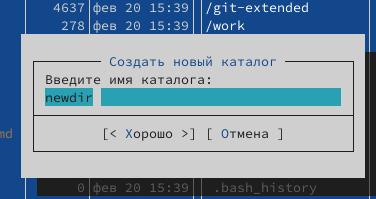 4637 фев 20 15:39 /git-extended
278 фев 20 15:39 /work
Создать новый каталог
Введите имя каталога:
newdir
[< Хорошо >] [ Отмена ]
md
0 фев 20 15:39 .bash_history